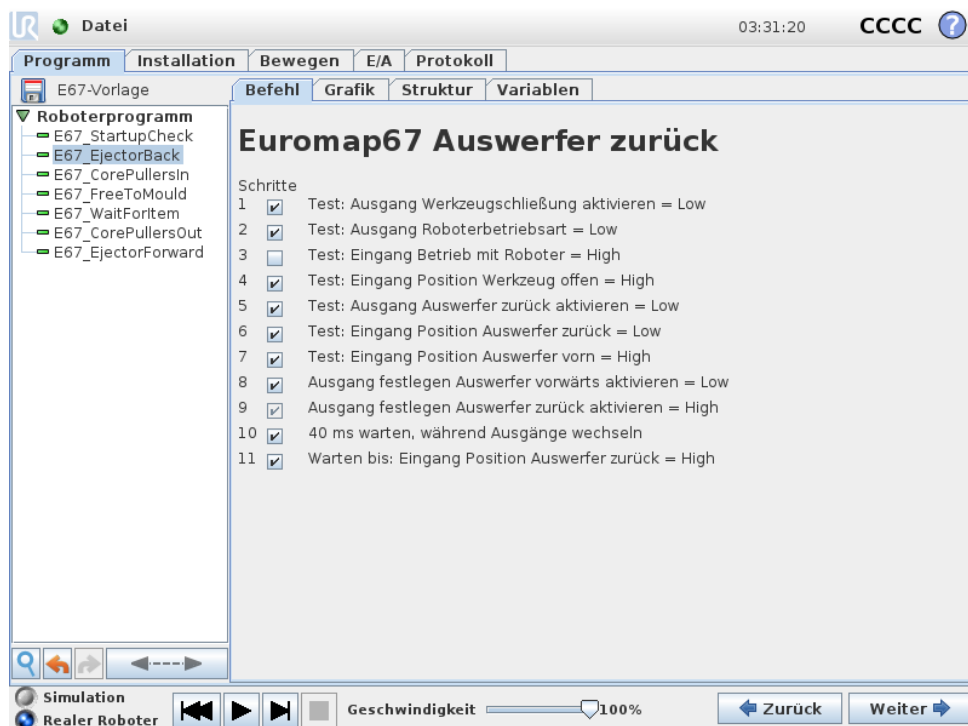 UR Datei 03:31:20 CCCC ?
Programm Installation Bewegen E/A Protokoll
E67-Vorlage Befehl Grafik Struktur Variablen
Roboterprogramm
E67_StartupCheck
E67_EjectorBack
E67_CorePullersIn
E67_FreeToMould
E67_WaitForItem
E67_CorePullersOut
E67_EjectorForward
Euromap67 Auswerfer zurück
Schritte
1 Test: Ausgang Werkzeugschließung aktivieren = Low
2 Test: Ausgang Roboterbetriebsart = Low
3 Test: Eingang Betrieb mit Roboter = High
4 Test: Eingang Position Werkzeug offen = High
5 Test: Ausgang Auswerfer zurück aktivieren = Low
6 Test: Eingang Position Auswerfer zurück = Low
7 Test: Eingang Position Auswerfer vorn = High
8 Ausgang festlegen Auswerfer vorwärts aktivieren = Low
9 Ausgang festlegen Auswerfer zurück aktivieren = High
10 40 ms warten, während Ausgänge wechseln
11 Warten bis: Eingang Position Auswerfer zurück = High
Simulation
Realer Roboter
Geschwindigkeit 100% Zurück Weiter